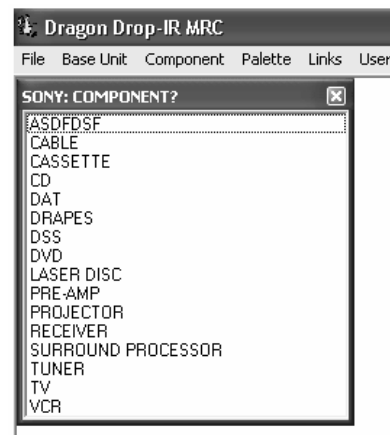 Dragon Drop-IR MRC
File Base Unit Component Palette Links User
SONY: COMPONENT?
ASDFDSF
CABLE
CASSETTE
CD
DAT
DRAPES
DSS
DVD
LASER DISC
PRE-AMP
PROJECTOR
RECEIVER
SURROUND PROCESSOR
TUNER
TV
VCR